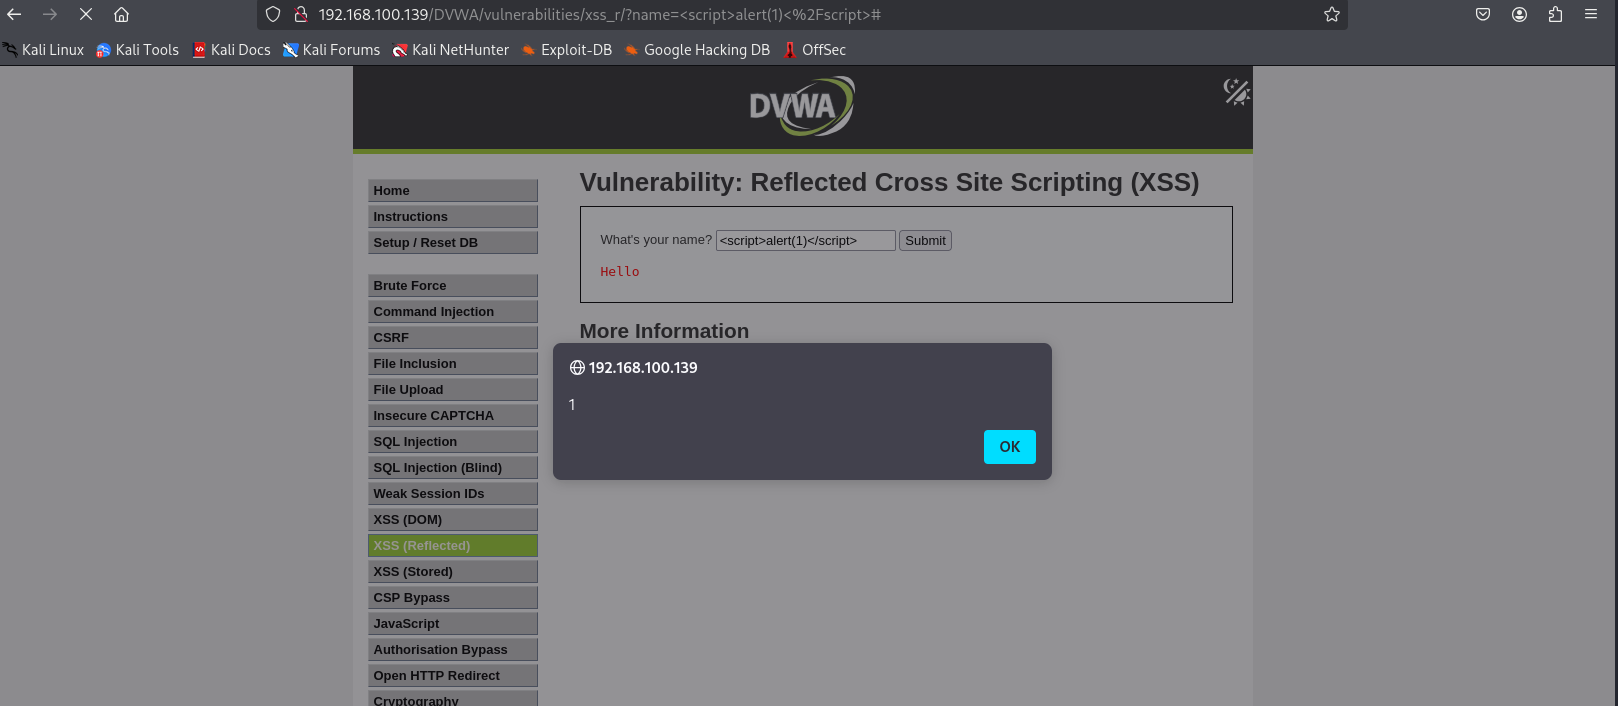 192.168.100.139/DVWA/vulnerabilities/xss_r/?name=<script>alert(1)<%2Fscript>#
Kali Linux Kali Tools Kali Docs Kali Forums Kali NetHunter Exploit-DB Google Hacking DB OffSec
DVWA
Home
Instructions
Setup / Reset DB
Brute Force
Command Injection
CSRF
File Inclusion
File Upload
Insecure CAPTCHA
SQL Injection
SQL Injection (Blind)
Weak Session IDs
XSS (DOM)
XSS (Reflected)
XSS (Stored)
CSP Bypass
JavaScript
Authorisation Bypass
Open HTTP Redirect
Cryptography
Vulnerability: Reflected Cross Site Scripting (XSS)
What's your name? <script>alert(1)</script> Submit
Hello
More Information
192.168.100.139
1
OK